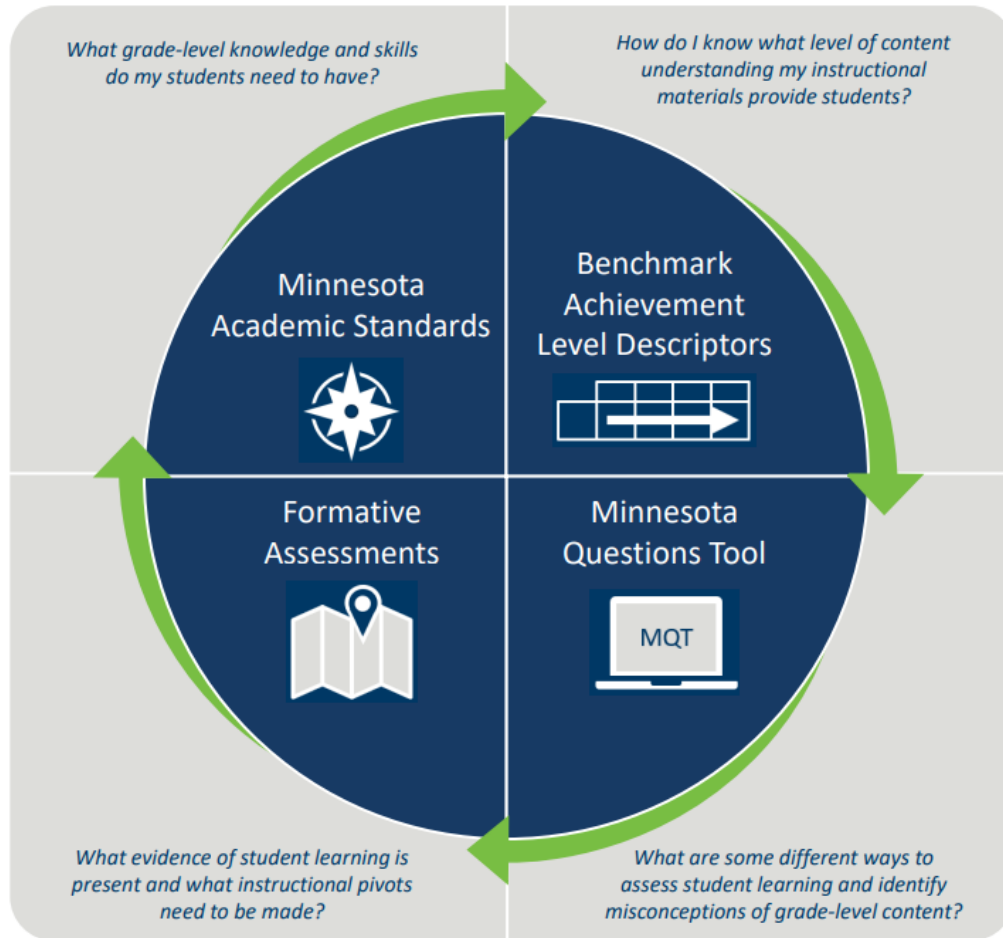 What grade-level knowledge and skills
do my students need to have?
How do I know what level of content
understanding my instructional
materials provide students?
Minnesota
Academic Standards
Benchmark
Achievement
Level Descriptors
Formative
Assessments
Minnesota
Questions Tool
MQT
What evidence of student learning is
present and what instructional pivots
need to be made?
What are some different ways to
assess student learning and identify
misconceptions of grade-level content?